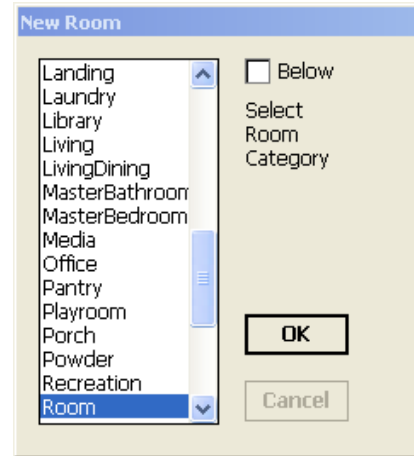 New Room
Landing
Laundry
Library
Living
LivingDining
MasterBathroom
MasterBedroom
Media
Office
Pantry
Playroom
Porch
Powder
Recreation
Room
Below
Select
Room
Category
OK
Cancel